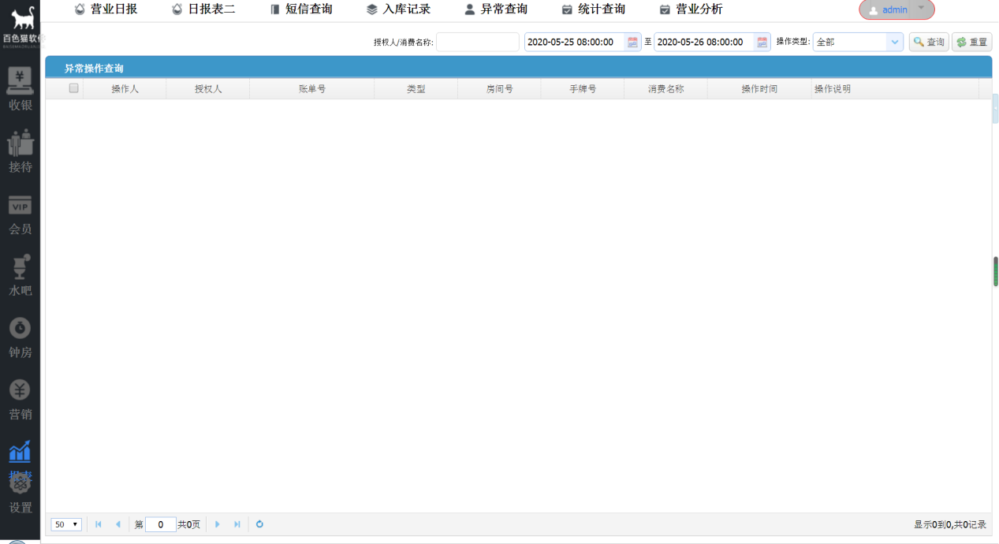 营业日报 日报表二 短信查询 入库记录 异常查询 统计查询 营业分析 admin
百色猫软件
授权人/消费名称: 2020-05-25 08:00:00 至 2020-05-26 08:00:00 操作类型: 全部 查询 重置
异常操作查询
操作人 授权人 账单号 类型 房间号 手牌号 消费名称 操作时间 操作说明
¥
收银
接待
VIP
会员
水吧
钟房
¥
营销
报表
设置
50 第 0 共0页 显示0到0,共0记录